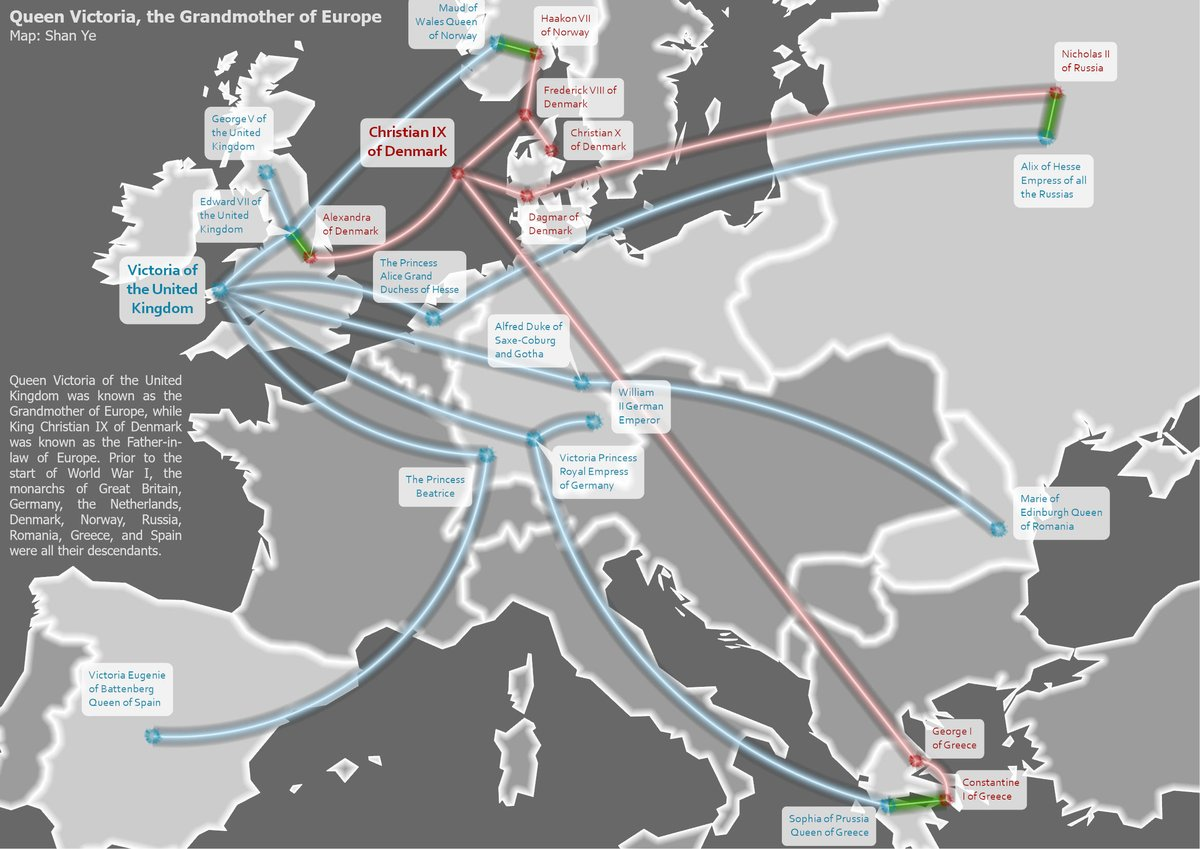 Queen Victoria, the Grandmother of Europe
Map: Shan Ye
Maud of
Wales Queen
of Norway
Haakon VII
of Norway
Nicholas II
of Russia
Frederick VIII of
Denmark
George V of
the United
Kingdom
Christian IX
of Denmark
Christian X
of Denmark
Alix of Hesse
Empress of all
the Russias
Edward VII of
the United
Kingdom
Alexandra
of Denmark
Dagmar of
Denmark
Victoria of
the United
Kingdom
The Princess
Alice Grand
Duchess of Hesse
Alfred Duke of
Saxe-Coburg
and Gotha
Queen Victoria of the United
Kingdom was known as the
Grandmother of Europe, while
King Christian IX of Denmark
was known as the Father-in-
law of Europe. Prior to the
start of World War I, the
monarchs of Great Britain,
Germany, the Netherlands,
Denmark, Norway, Russia,
Romania, Greece, and Spain
were all their descendants.
William
II German
Emperor
The Princess
Beatrice
Victoria Princess
Royal Empress
of Germany
Marie of
Edinburgh Queen
of Romania
Victoria Eugenie
of Battenberg
Queen of Spain
George I
of Greece
Constantine
I of Greece
Sophia of Prussia
Queen of Greece